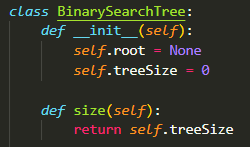 class BinarySearchTree:
    def __init__(self):
        self.root = None
        self.treeSize = 0

    def size(self):
        return self.treeSize